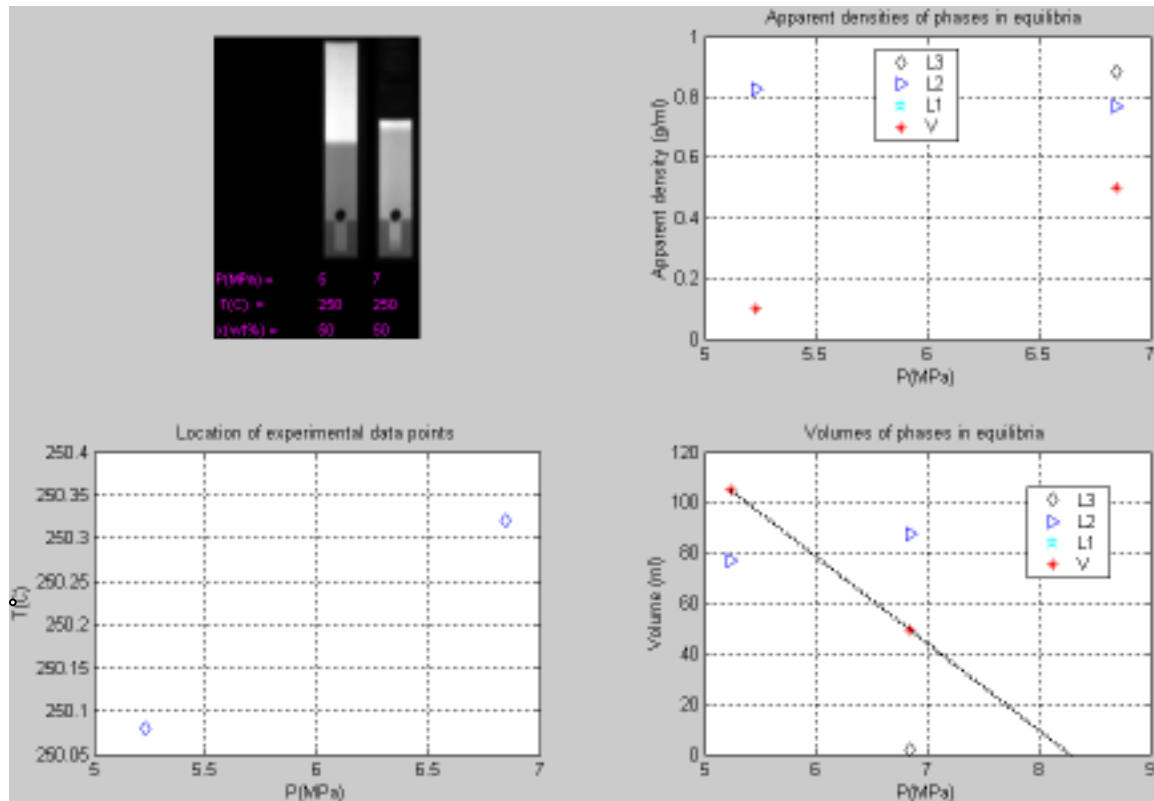 P(MPa) = 6 7
T(C) = 250 250
x(wt%) = 60 60
Apparent densities of phases in equilibria
Apparent density (g/ml)
1
0.8
0.6
0.4
0.2
0
5 5.5 6 6.5 7
P(MPa)
L3
L2
L1
V
Location of experimental data points
T(C)
250.4
250.35
250.3
250.25
250.2
250.15
250.1
250.05
5 5.5 6 6.5 7
P(MPa)
Volumes of phases in equilibria
Volume (ml)
120
100
80
60
40
20
0
5 6 7 8 9
P(MPa)
L3
L2
L1
V